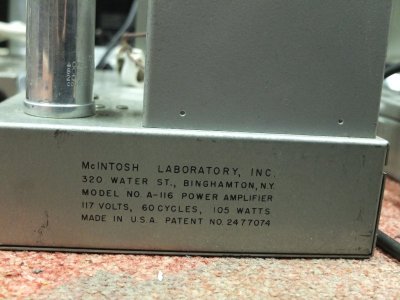 McINTOSH LABORATORY, INC.
320 WATER ST., BINGHAMTON, N.Y.
MODEL NO. A-116 POWER AMPLIFIER
117 VOLTS, 60 CYCLES, 105 WATTS
MADE IN U.S.A. PATENT NO. 2477074